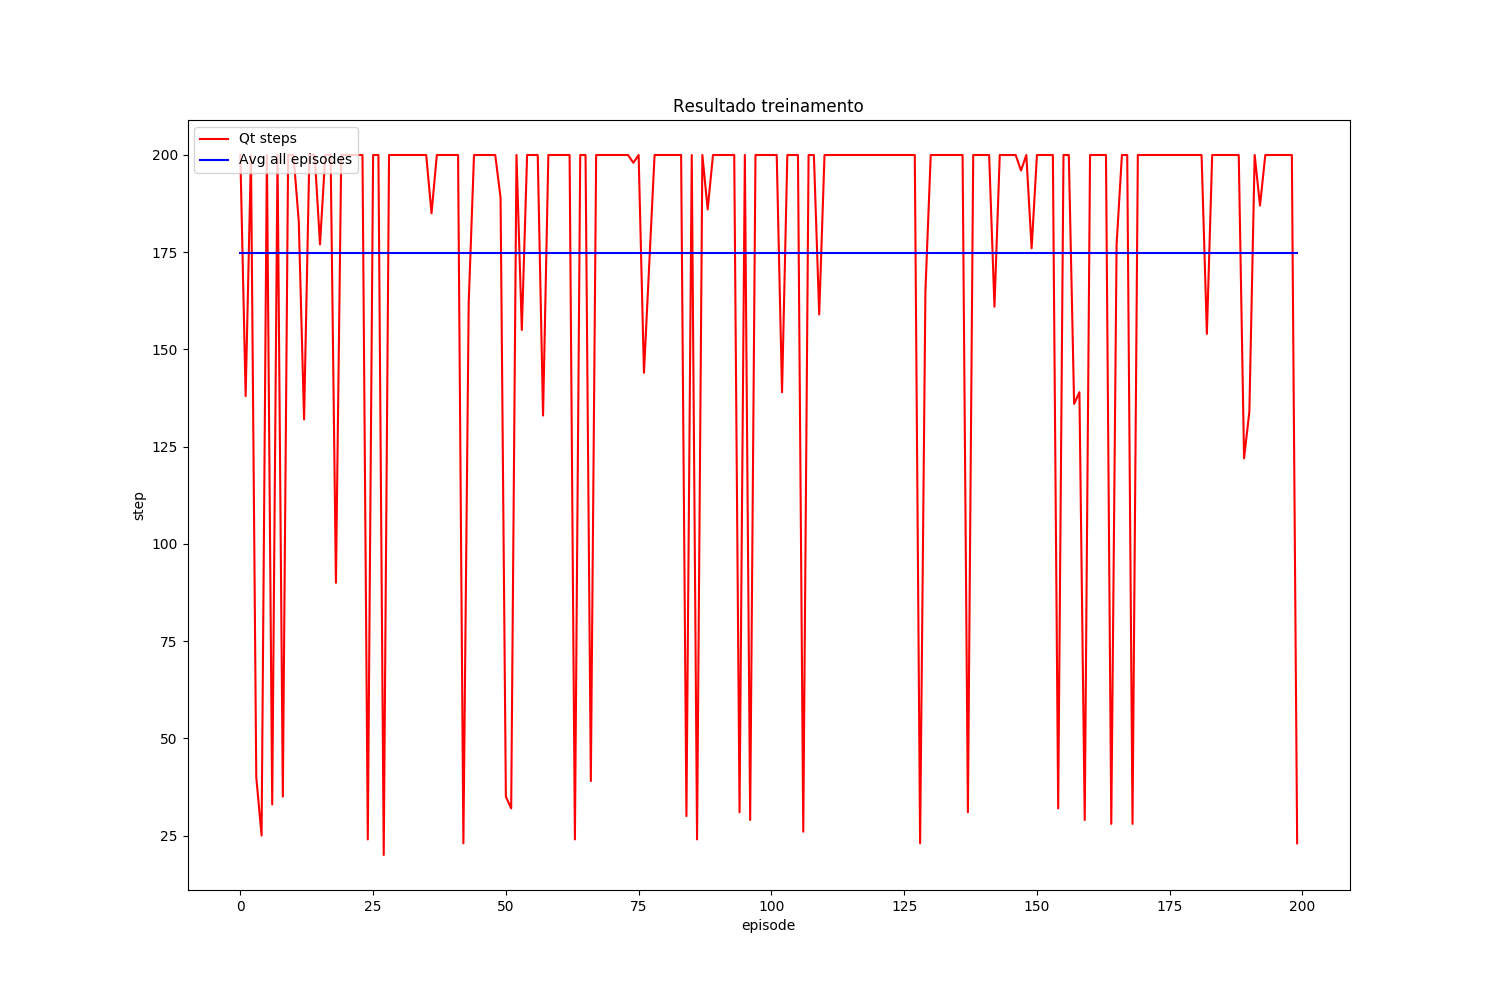 Resultado treinamento
Qt steps
Avg all episodes
200
175
150
125
100
75
50
25
step
0 25 50 75 100 125 150 175 200
episode